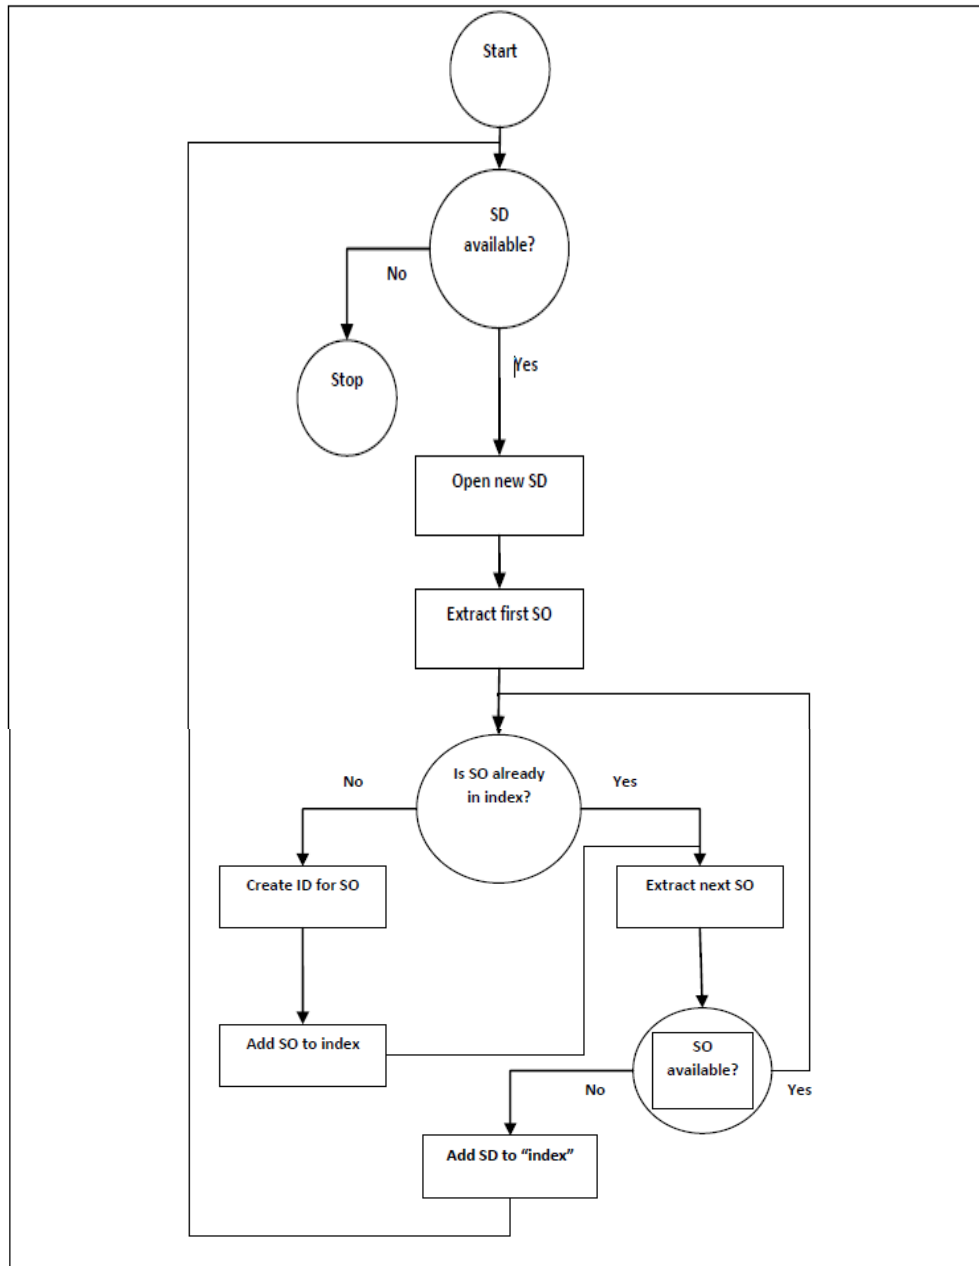 Start
SD
available?
No
Yes
Stop
Open new SD
Extract first SO
Is SO already
in index?
No
Yes
Create ID for SO
Extract next SO
Add SO to index
SO
available?
No
Yes
Add SD to “index”